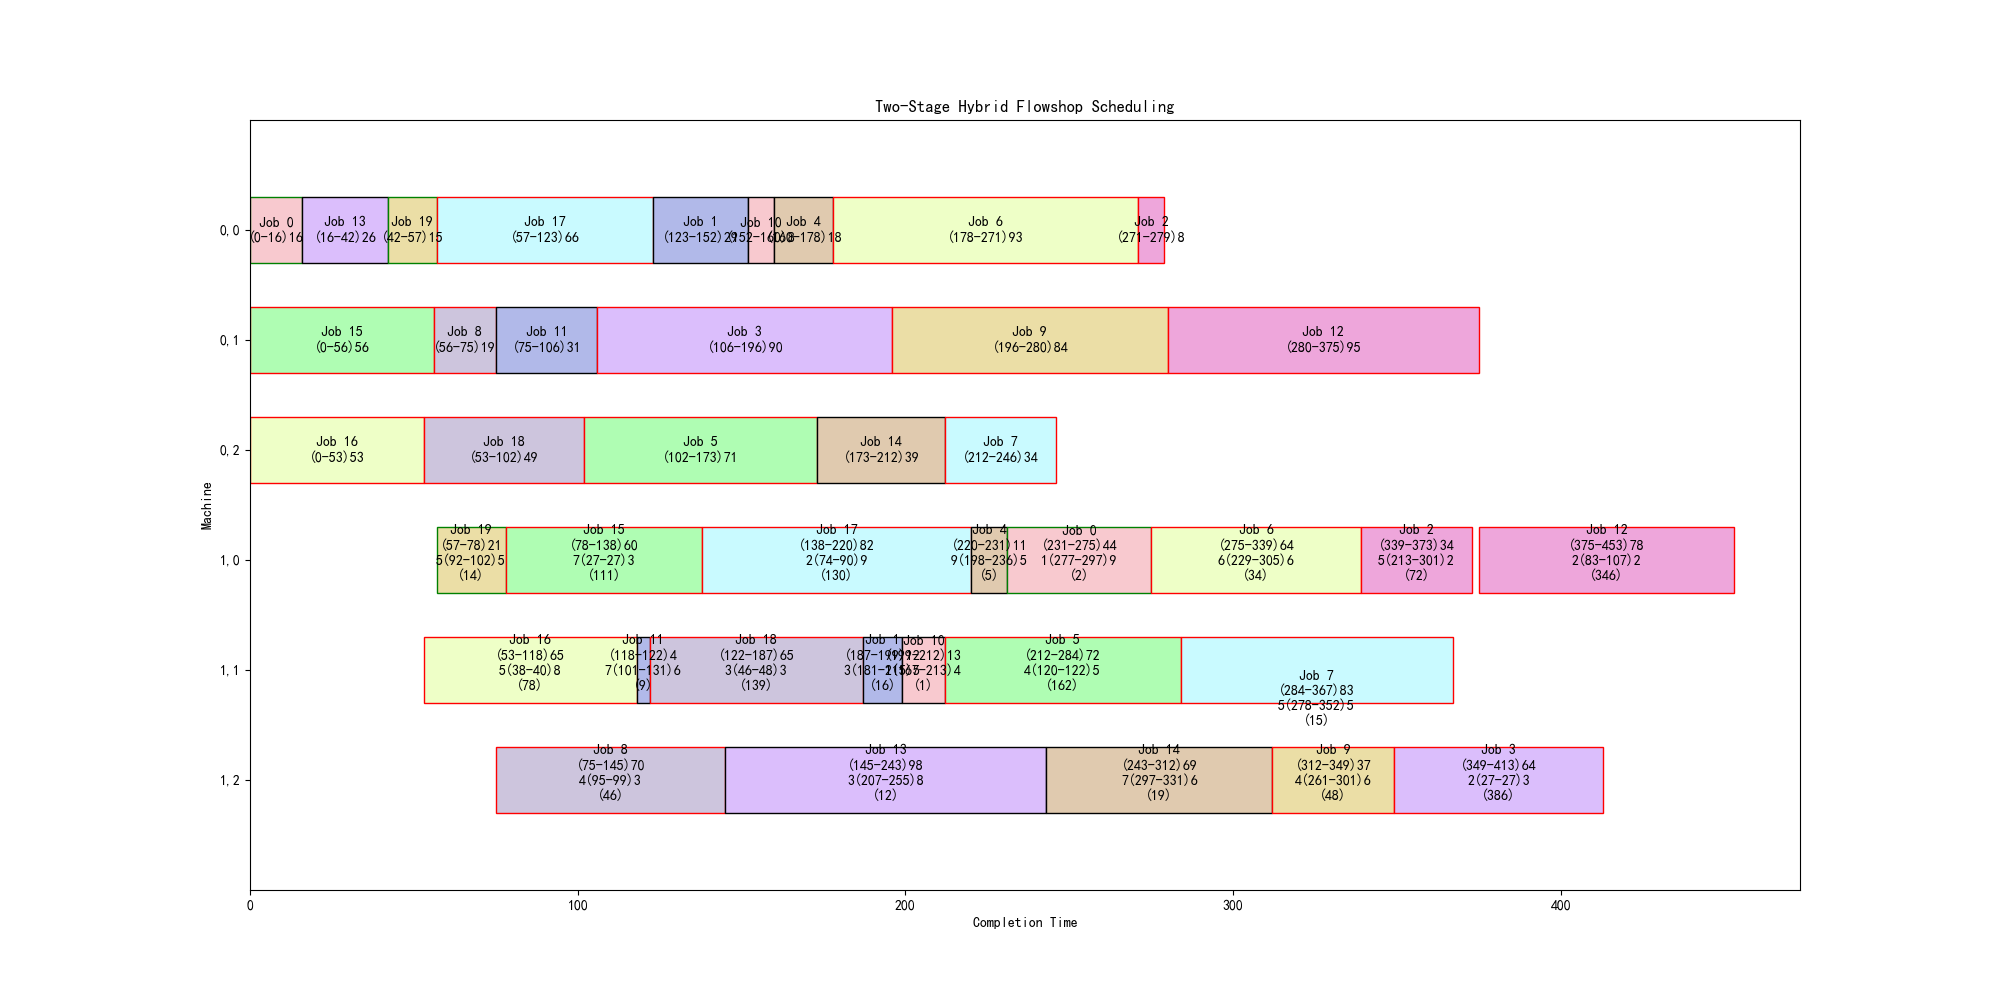 Two-Stage Hybrid Flowshop Scheduling
0,0
Job 0
(0-16)16
Job 13
(16-42)26
Job 19
(42-57)15
Job 17
(57-123)66
Job 1
(123-152)29
Job 10
(152-160)8
Job 4
(160-178)18
Job 6
(178-271)93
Job 2
(271-279)8
0,1
Job 15
(0-56)56
Job 8
(56-75)19
Job 11
(75-106)31
Job 3
(106-196)90
Job 9
(196-280)84
Job 12
(280-375)95
0,2
Job 16
(0-53)53
Job 18
(53-102)49
Job 5
(102-173)71
Job 14
(173-212)39
Job 7
(212-246)34
Machine
1,0
Job 19
(57-78)21
5(92-102)5
(14)
Job 15
(78-138)60
7(27-27)3
(111)
Job 17
(138-220)82
2(74-90)9
(130)
Job 4
(220-231)11
9(198-236)5
(5)
Job 0
(231-275)44
1(277-297)9
(2)
Job 6
(275-339)64
6(229-305)6
(34)
Job 2
(339-373)34
5(213-301)2
(72)
Job 12
(375-453)78
2(83-107)2
(346)
1,1
Job 16
(53-118)65
5(38-40)8
(78)
Job 11
(118-122)4
7(101-131)6
(9)
Job 18
(122-187)65
3(46-48)3
(139)
Job 1
(187-199)12
(16)
Job 10
(199-212)13
(1)
Job 5
(212-284)72
4(120-122)5
(162)
Job 7
(284-367)83
5(278-352)5
(15)
1,2
Job 8
(75-145)70
4(95-99)3
(46)
Job 13
(145-243)98
3(207-255)8
(12)
Job 14
(243-312)69
7(297-331)6
(19)
Job 9
(312-349)37
4(261-301)6
(48)
Job 3
(349-413)64
2(27-27)3
(386)
0
100
200
300
400
Completion Time